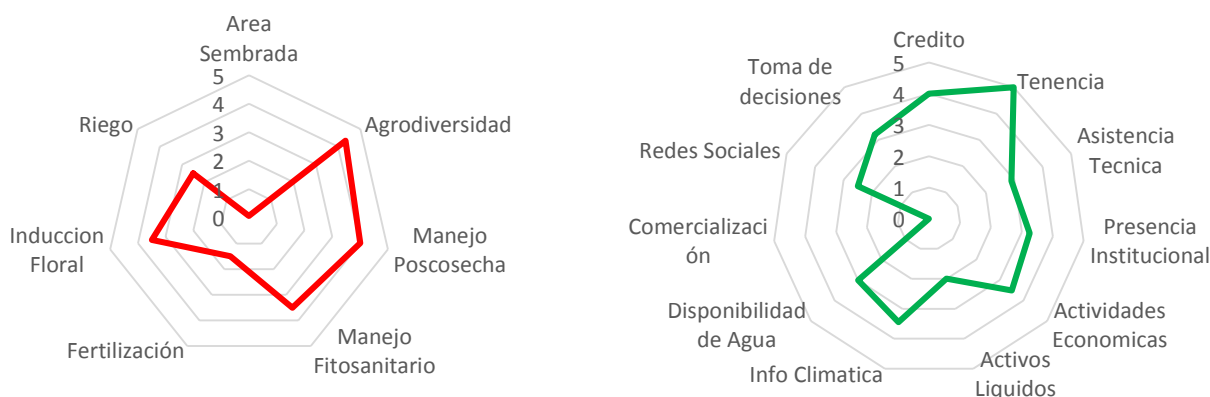 Area
Sembrada
5
4
3
2
1
0
Agrodiversidad
Manejo
Poscosecha
Manejo
Fitosanitario
Fertilización
Induccion
Floral
Riego
Credito
5
4
3
2
1
0
Tenencia
Asistencia
Tecnica
Presencia
Institucional
Actividades
Economicas
Activos
Liquidos
Info Climatica
Disponibilidad
de Agua
Comercializaci
ón
Redes Sociales
Toma de
decisiones